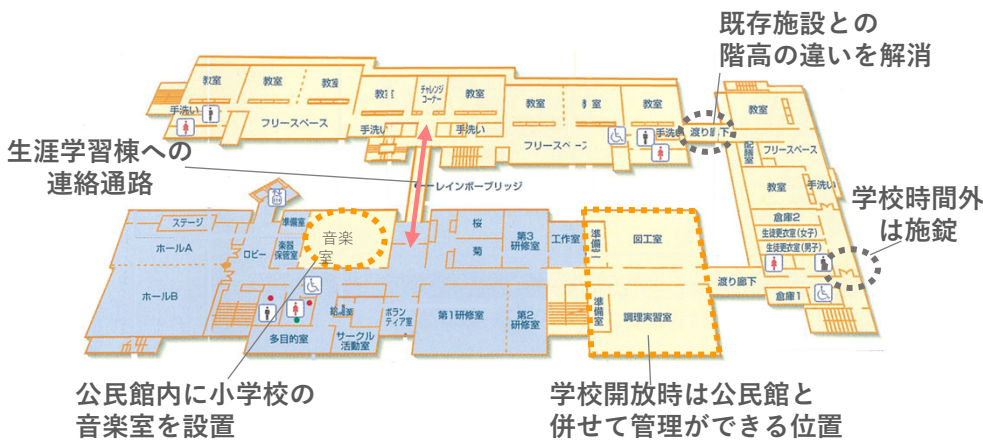 既存施設との
階高の違いを解消
教室
教室
教室
教室
チャレンジ
コーナー
教室
教室
教室
教室
教室
手洗い
フリースペース
手洗い
手洗い
フリースペース
手洗い
渡り廊下
配膳室
フリースペース
生涯学習棟への
連絡通路
レインボーブリッジ
教室
手洗い
学校時間外
は施錠
倉庫2
生徒更衣室(女子)
生徒更衣室(男子)
ステージ
準備室
音楽
室
桜
第3
研修室
工作室
準備室
図工室
ホールA
ロビー
楽器
保管室
菊
渡り廊下
倉庫1
ホールB
ボラン
ティア室
第1研修室
第2
研修室
準備室
調理実習室
多目的室
サークル
活動室
公民館内に小学校の
音楽室を設置
学校開放時は公民館と
併せて管理ができる位置